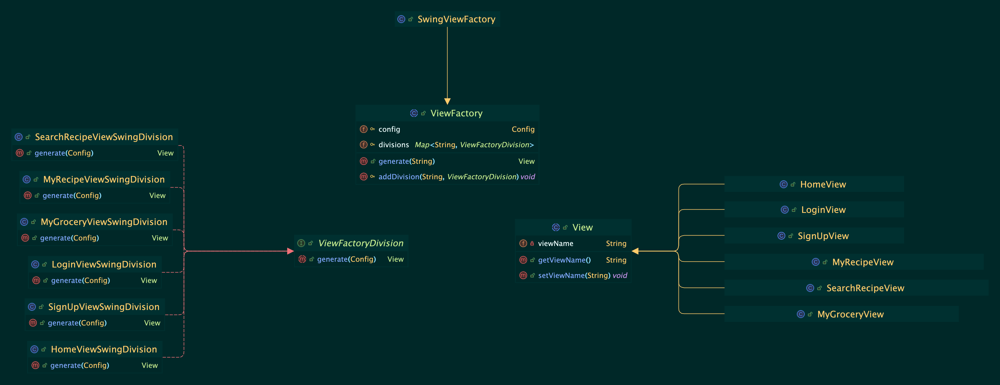 SwingViewFactory
ViewFactory
config Config
divisions Map<String, ViewFactoryDivision>
generate(String) View
addDivision(String, ViewFactoryDivision) void
SearchRecipeViewSwingDivision
generate(Config) View
MyRecipeViewSwingDivision
generate(Config) View
MyGroceryViewSwingDivision
generate(Config) View
LoginViewSwingDivision
generate(Config) View
SignUpViewSwingDivision
generate(Config) View
HomeViewSwingDivision
generate(Config) View
ViewFactoryDivision
generate(Config) View
View
viewName String
getViewName() String
setViewName(String) void
HomeView
LoginView
SignUpView
MyRecipeView
SearchRecipeView
MyGroceryView